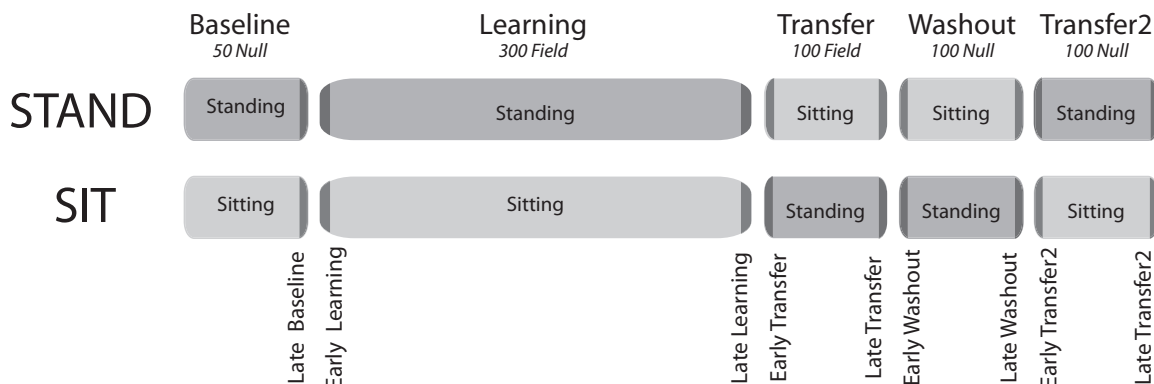 Baseline Learning Transfer Washout Transfer2
50 Null 300 Field 100 Field 100 Null 100 Null
STAND Standing Standing Sitting Sitting Standing
SIT Sitting Sitting Standing Standing Sitting
Late Baseline
Early Learning
Late Learning
Early Transfer
Late Transfer
Early Washout
Late Washout
Early Transfer2
Late Transfer2